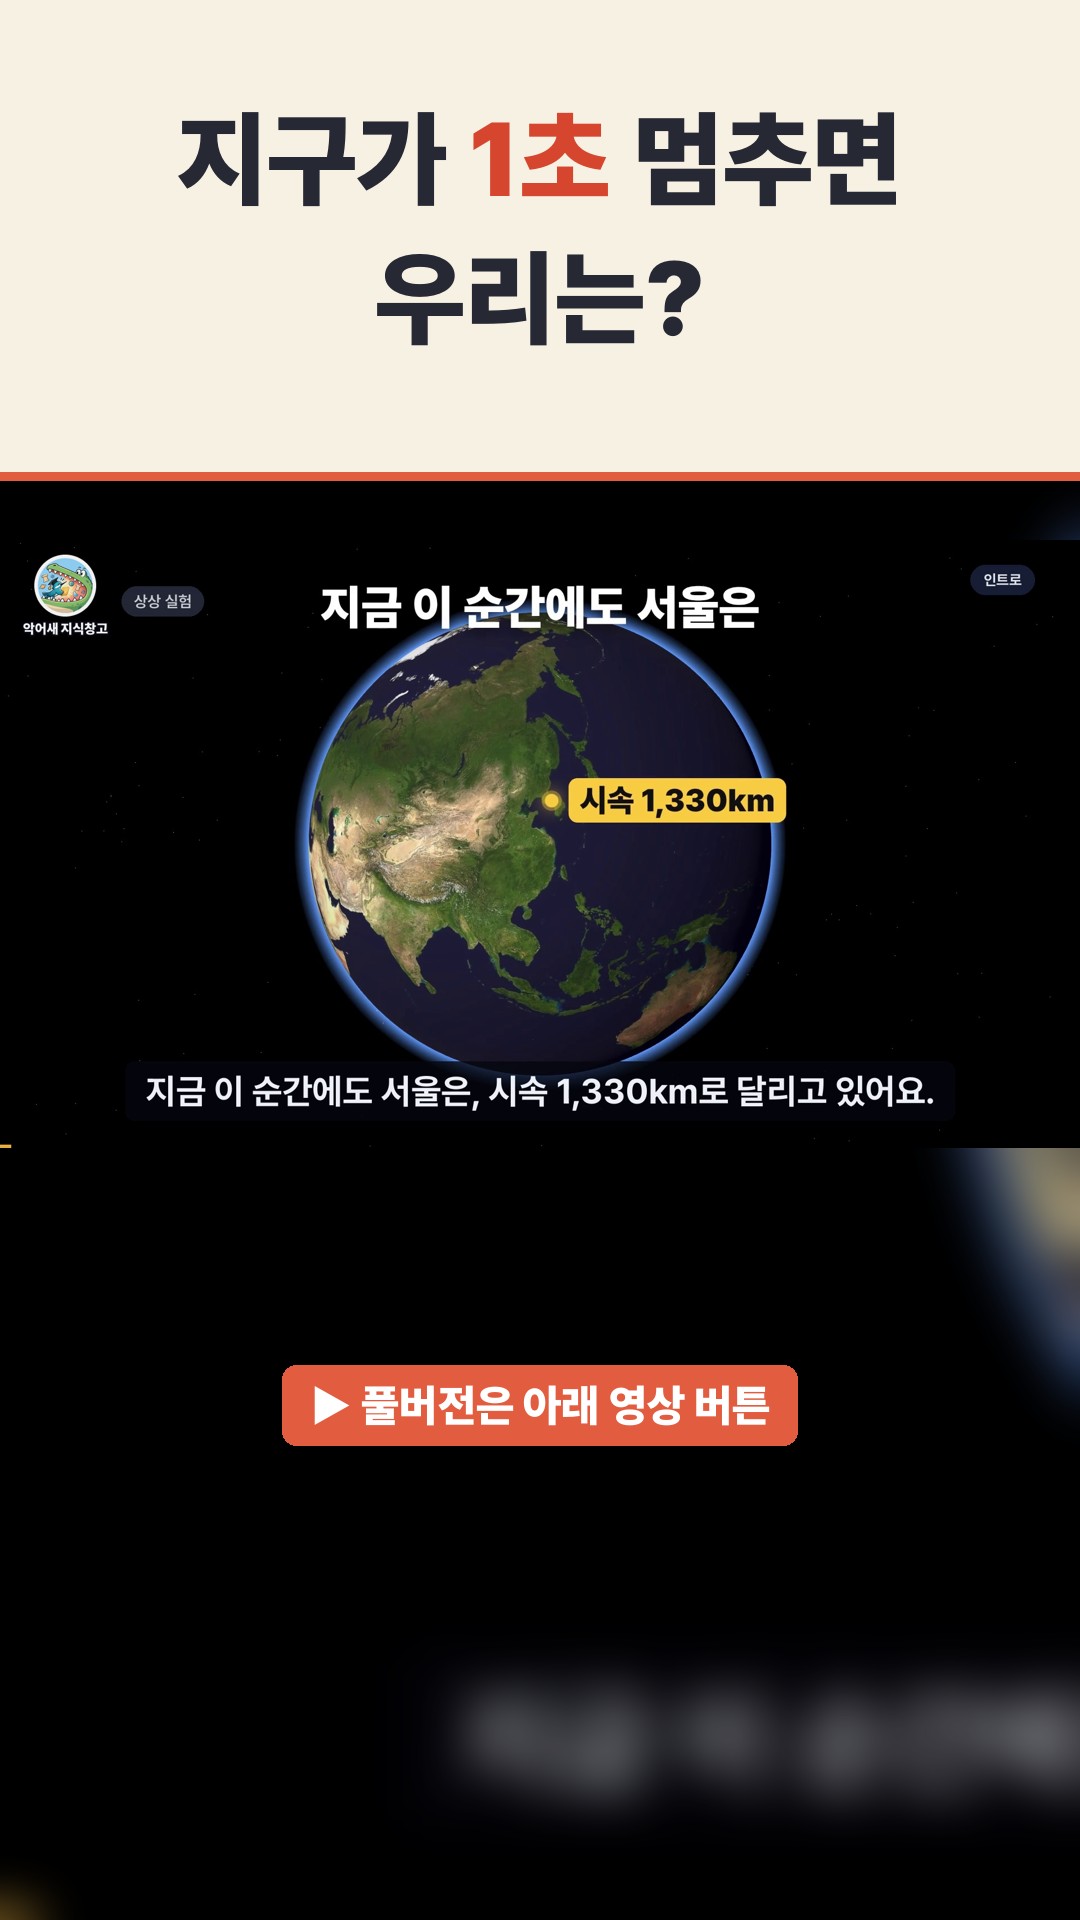 지구가 1초 멈추면
우리는?
악어새 지식창고
상상 실험
지금 이 순간에도 서울은
인트로
시속 1,330km
지금 이 순간에도 서울은, 시속 1,330km로 달리고 있어요.
▶ 풀버전은 아래 영상 버튼